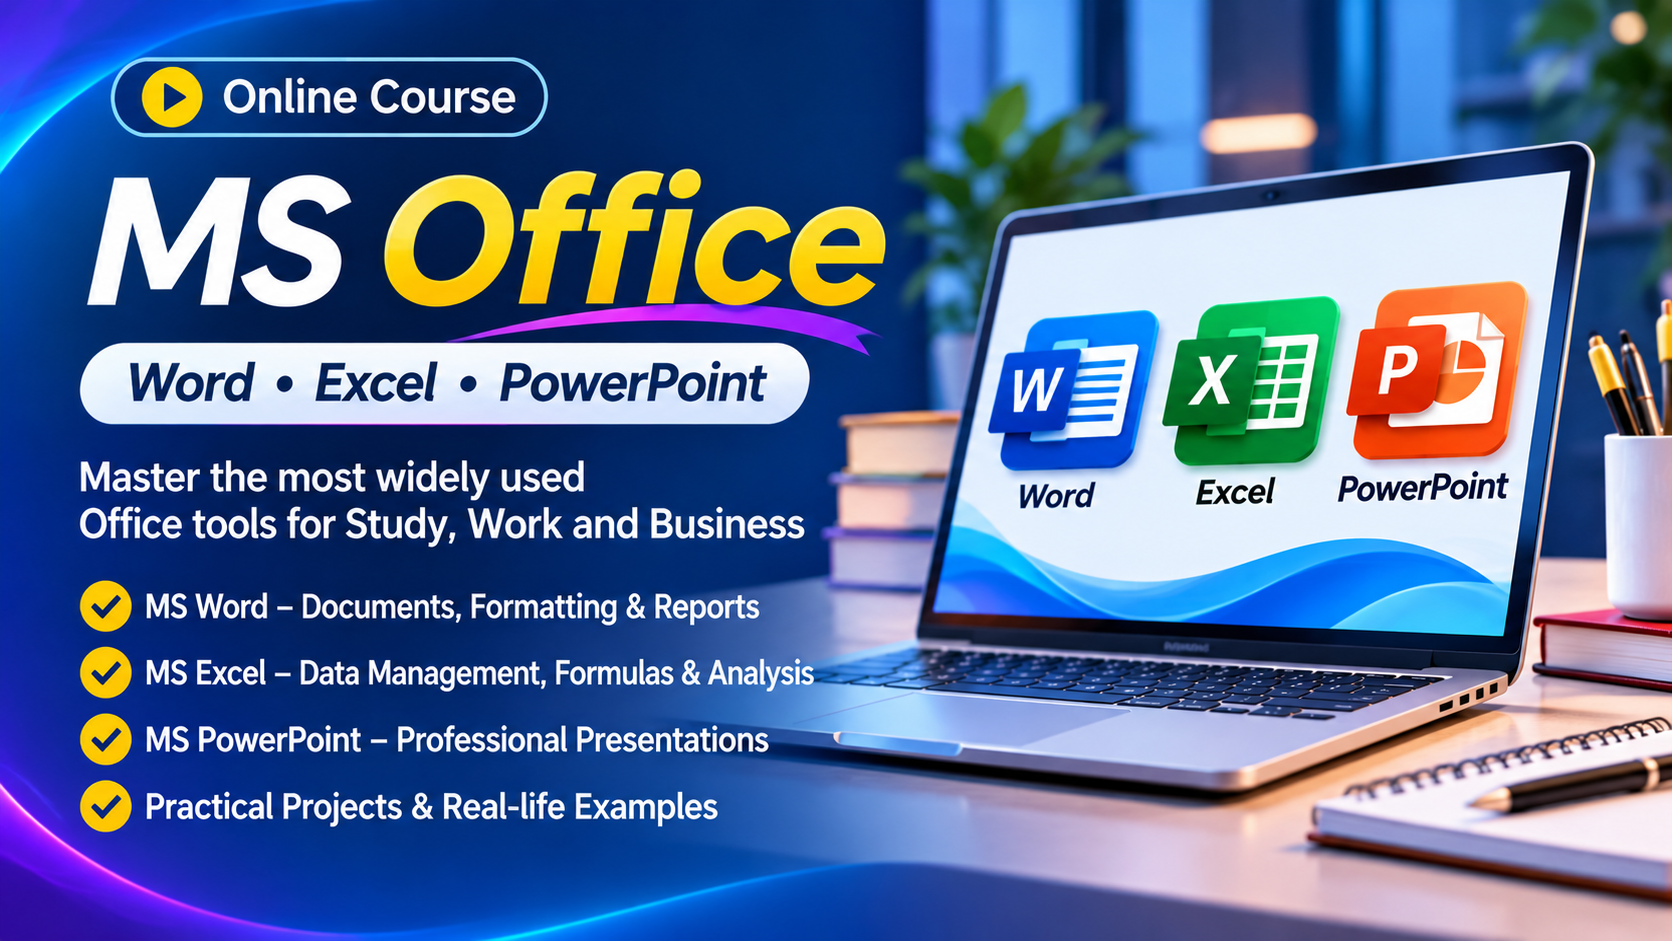 Online Course
MS Office
Word • Excel • PowerPoint
Master the most widely used
Office tools for Study, Work and Business
MS Word – Documents, Formatting & Reports
MS Excel – Data Management, Formulas & Analysis
MS PowerPoint – Professional Presentations
Practical Projects & Real-life Examples
W
X
P
Word
Excel
PowerPoint